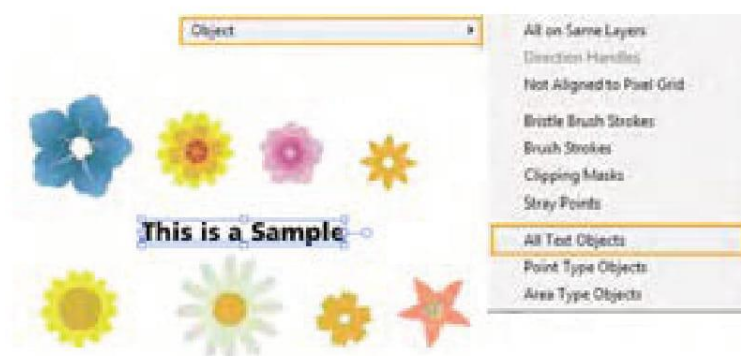 Object
All on Same Layers
Direction Handles
Not Aligned to Pixel Grid
Bristle Brush Strokes
Brush Strokes
Clipping Masks
Stray Points
All Text Objects
Point Type Objects
Area Type Objects
This is a Sample